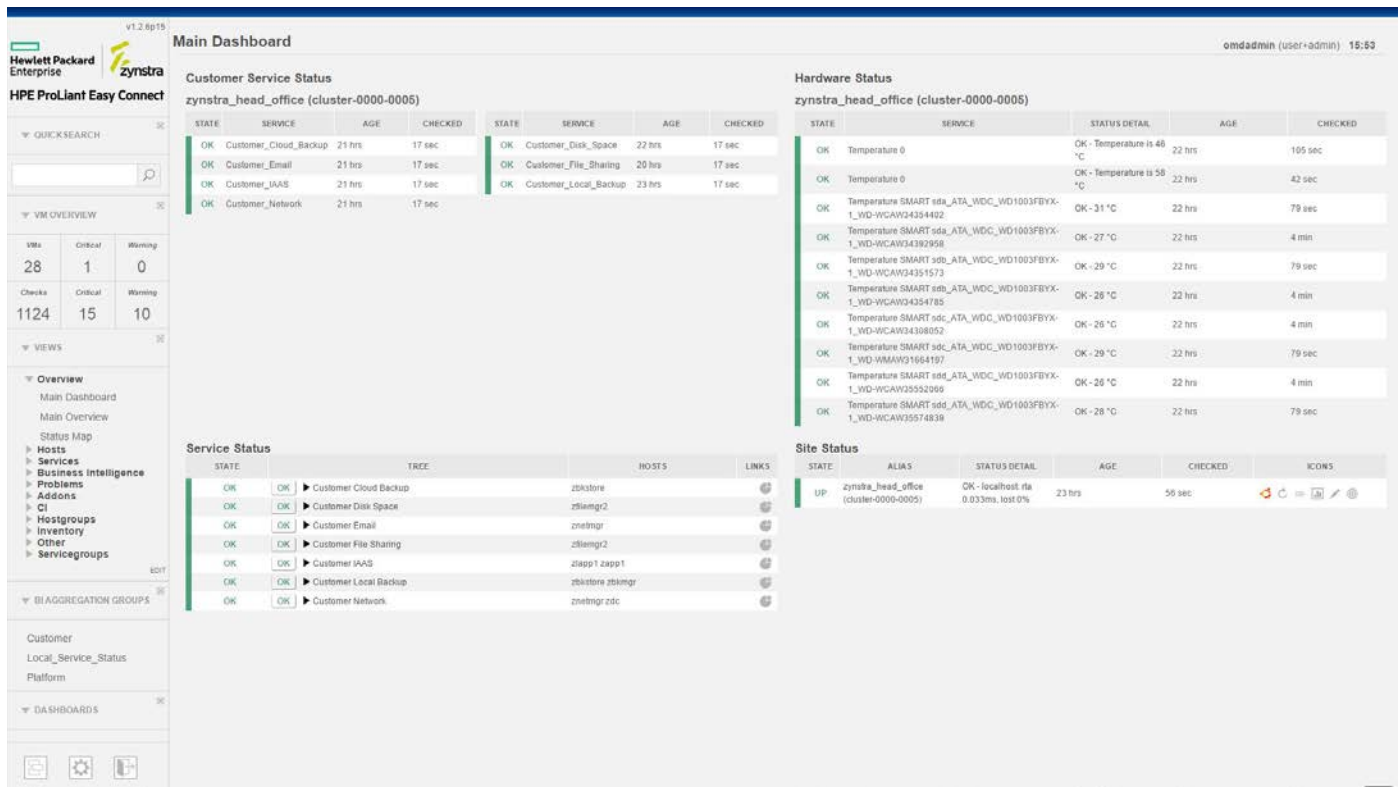 v1.2.6p15
Hewlett Packard
Enterprise
zynstra
HPE ProLiant Easy Connect
QUICKSEARCH
VM OVERVIEW
VMs Critical Warning
28 1 0
Checks Critical Warning
1124 15 10
VIEWS
Overview
Main Dashboard
Main Overview
Status Map
Hosts
Services
Business Intelligence
Problems
Addons
CI
Hostgroups
Inventory
Other
Servicegroups
EDIT
BI AGGREGATION GROUPS
Customer
Local_Service_Status
Platform
DASHBOARDS
Main Dashboard
omdadmin (user+admin) 15:53
Customer Service Status
zynstra_head_office (cluster-0000-0005)
STATE SERVICE AGE CHECKED STATE SERVICE AGE CHECKED
OK Customer_Cloud_Backup 21 hrs 17 sec OK Customer_Disk_Space 22 hrs 17 sec
OK Customer_Email 21 hrs 17 sec OK Customer_File_Sharing 20 hrs 17 sec
OK Customer_IAAS 21 hrs 17 sec OK Customer_Local_Backup 23 hrs 17 sec
OK Customer_Network 21 hrs 17 sec
Hardware Status
zynstra_head_office (cluster-0000-0005)
STATE SERVICE STATUS DETAIL AGE CHECKED
OK Temperature 0 OK - Temperature is 46 °C 22 hrs 105 sec
OK Temperature 0 OK - Temperature is 58 °C 22 hrs 42 sec
OK Temperature SMART sda_ATA_WDC_WD1003FBYX-
1_WD-WCAW34354402 OK - 31 °C 22 hrs 79 sec
OK Temperature SMART sda_ATA_WDC_WD1003FBYX-
1_WD-WCAW34392958 OK - 27 °C 22 hrs 4 min
OK Temperature SMART sdb_ATA_WDC_WD1003FBYX-
1_WD-WCAW34351573 OK - 29 °C 22 hrs 79 sec
OK Temperature SMART sdb_ATA_WDC_WD1003FBYX-
1_WD-WCAW34354785 OK - 26 °C 22 hrs 4 min
OK Temperature SMART sdc_ATA_WDC_WD1003FBYX-
1_WD-WCAW34308052 OK - 26 °C 22 hrs 4 min
OK Temperature SMART sdc_ATA_WDC_WD1003FBYX-
1_WD-WMAW31664197 OK - 29 °C 22 hrs 79 sec
OK Temperature SMART sdd_ATA_WDC_WD1003FBYX-
1_WD-WCAW35552066 OK - 26 °C 22 hrs 4 min
OK Temperature SMART sdd_ATA_WDC_WD1003FBYX-
1_WD-WCAW35574839 OK - 28 °C 22 hrs 79 sec
Service Status
STATE TREE HOSTS LINKS
OK OK Customer Cloud Backup zbkstore
OK OK Customer Disk Space zfilemgr2
OK OK Customer Email znetmgr
OK OK Customer File Sharing zfilemgr2
OK OK Customer IAAS zlapp1 zapp1
OK OK Customer Local Backup zbkstore zbkmgr
OK OK Customer Network znetmgr zdc
Site Status
STATE ALIAS STATUS DETAIL AGE CHECKED ICONS
UP zynstra_head_office OK - localhost: rta 23 hrs 56 sec
(cluster-0000-0005) 0.033ms, lost 0%